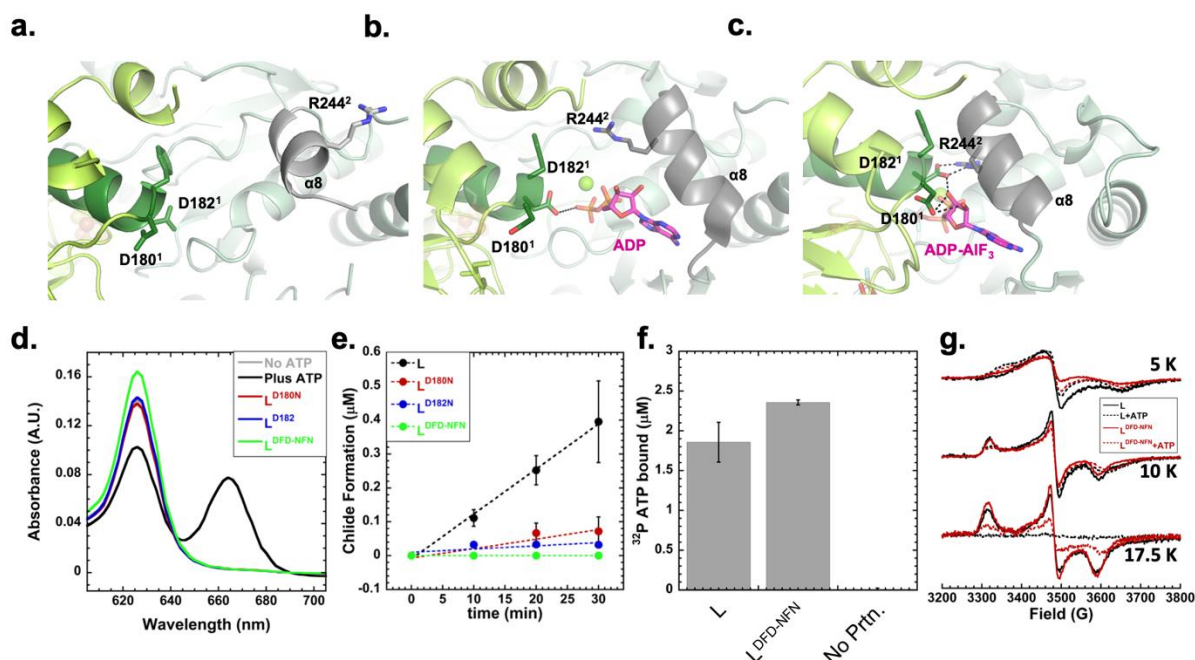 a.
b.
c.
R244²
α8
D182¹
D180¹
R244²
D182¹
α8
D180¹
ADP
R244²
D182¹
α8
D180¹
ADP-AlF₃
d.
e.
f.
g.
Absorbance (A.U.)
0.16
0.12
0.08
0.04
0
620 640 660 680 700
Wavelength (nm)
No ATP
Plus ATP
L^D180N
L^D182
L^DFD-NFN
Chlide Formation (μM)
0.6
0.5
0.4
0.3
0.2
0.1
0
-0.1
0 5 10 15 20 25 30
time (min)
L
L^D180N
L^D182N
L^DFD-NFN
³²P ATP bound (μM)
3
2.5
2
1.5
1
0.5
0
L
L^DFD-NFN
No Prtn.
5 K
L
L+ATP
L^DFD-NFN
L^DFD-NFN+ATP
10 K
17.5 K
3200 3300 3400 3500 3600 3700 3800
Field (G)